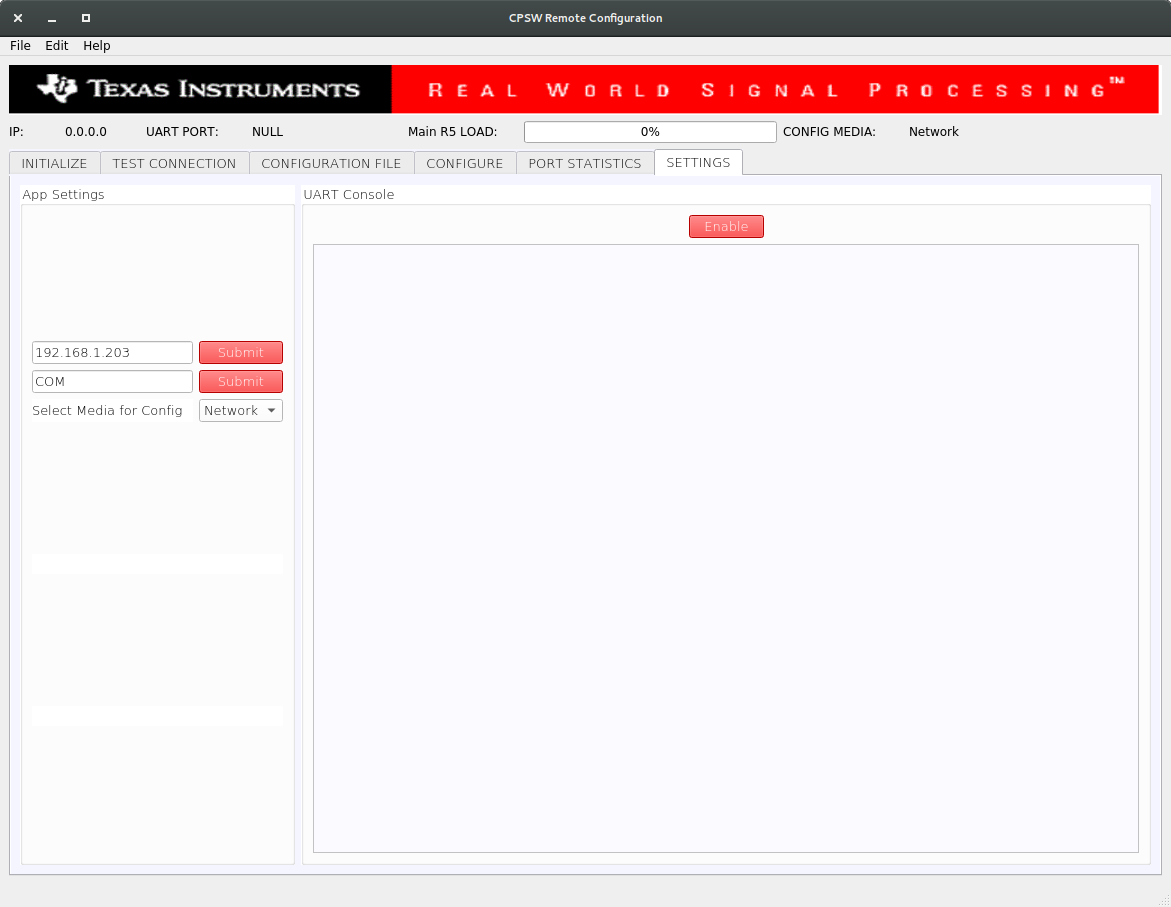 CPSW Remote Configuration
File Edit Help
TEXAS INSTRUMENTS REAL WORLD SIGNAL PROCESSING™
IP: 0.0.0.0 UART PORT: NULL Main R5 LOAD: 0% CONFIG MEDIA: Network
INITIALIZE TEST CONNECTION CONFIGURATION FILE CONFIGURE PORT STATISTICS SETTINGS
App Settings UART Console
Enable
192.168.1.203 Submit
COM Submit
Select Media for Config Network